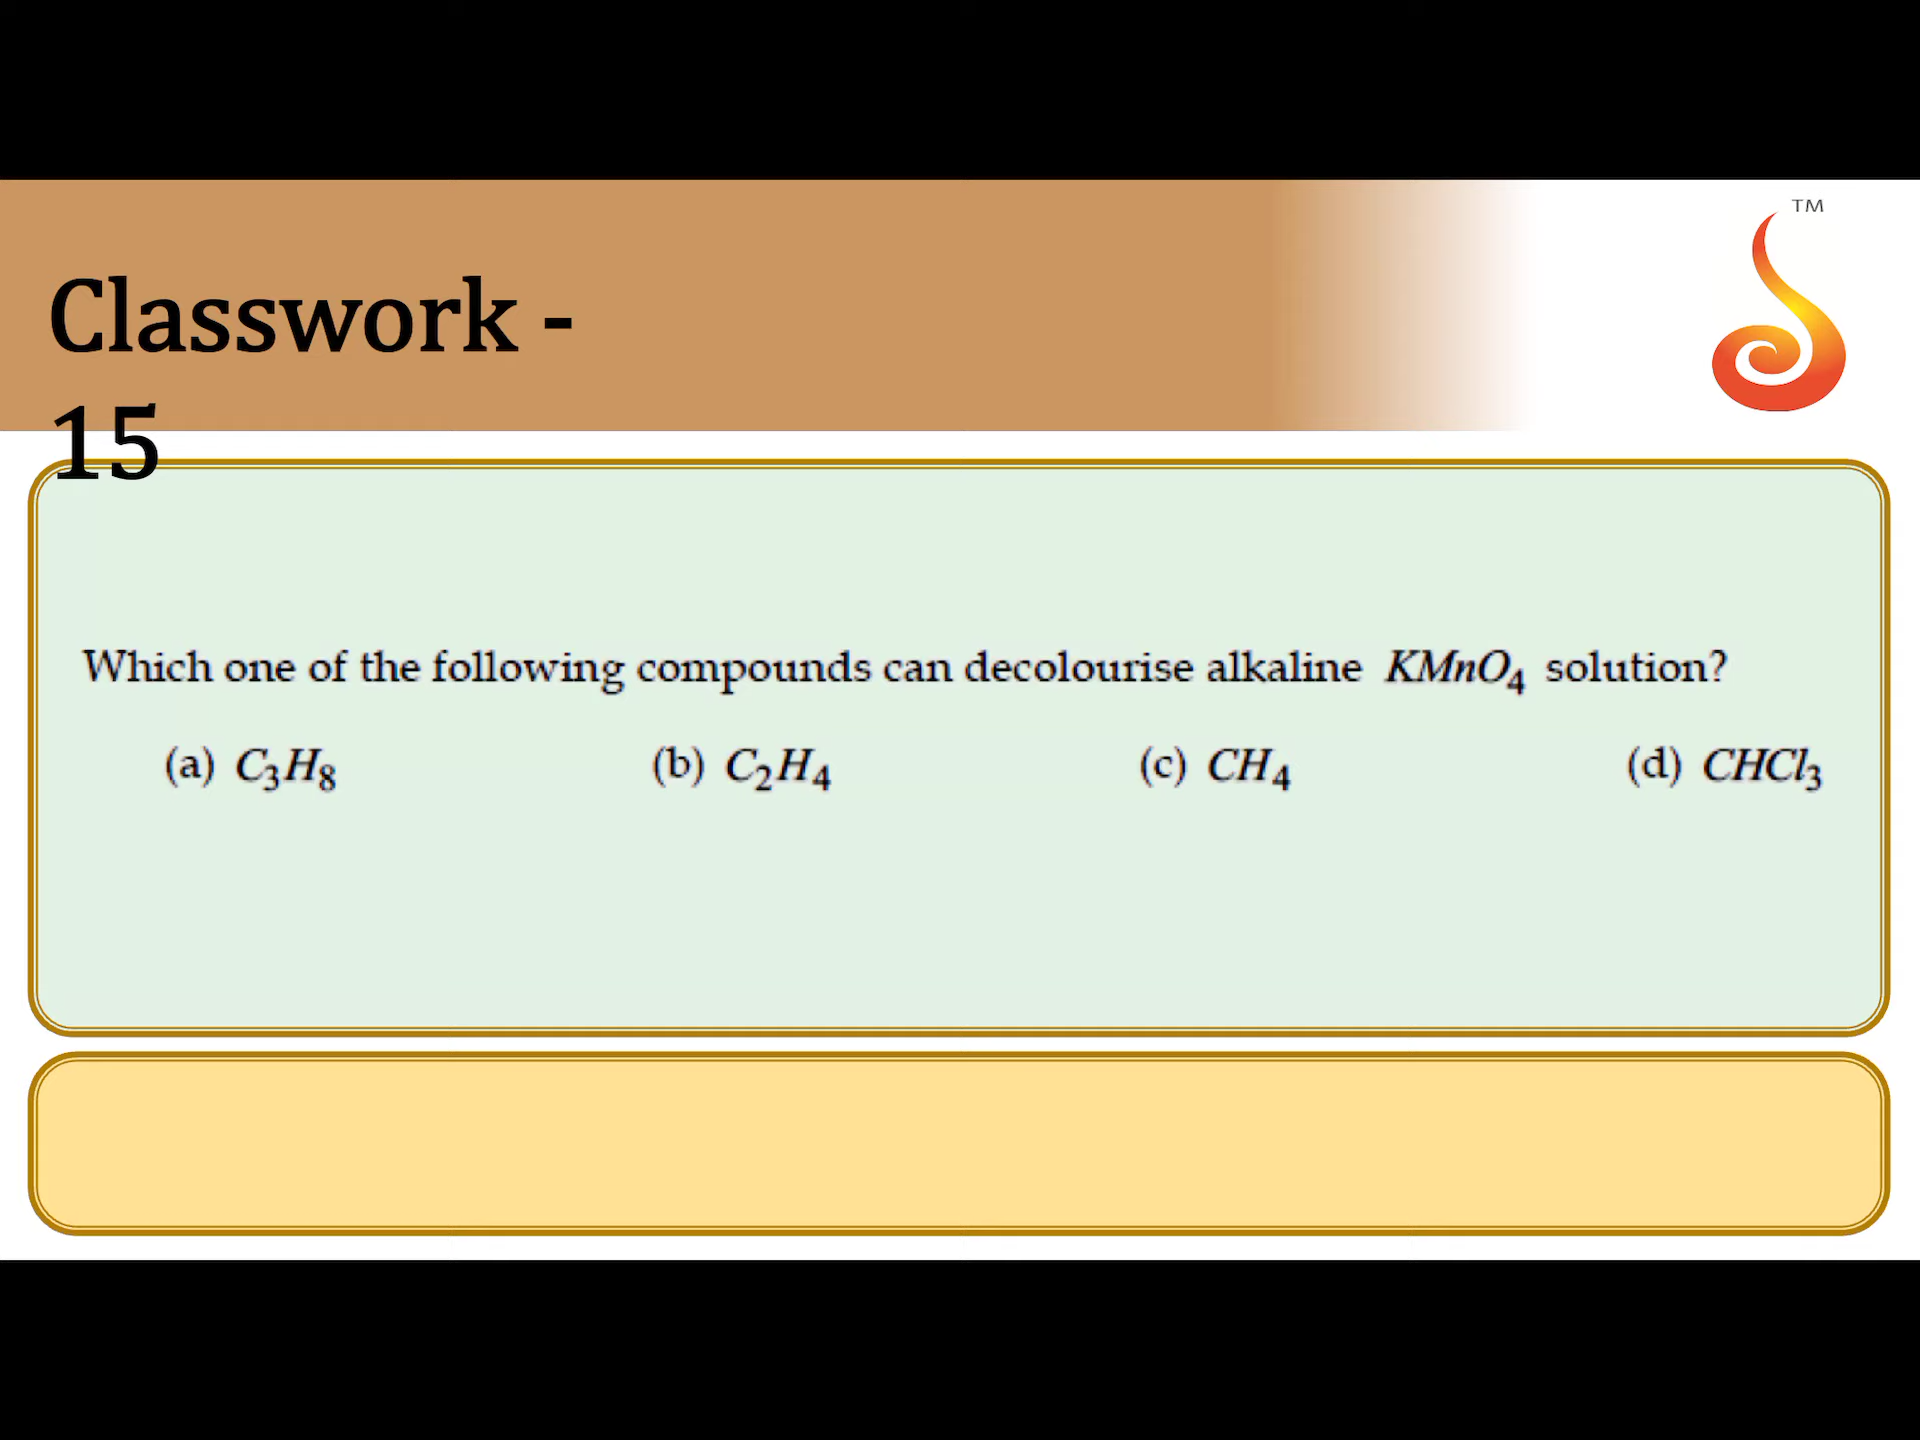 TM
Classwork -
15
Which one of the following compounds can decolourise alkaline KMnO₄ solution?
(a) C₃H₈ (b) C₂H₄ (c) CH₄ (d) CHCl₃